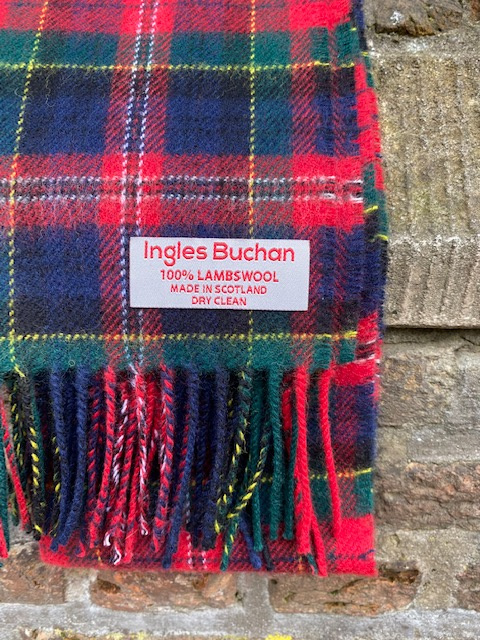 Ingles Buchan
100% LAMBSWOOL
MADE IN SCOTLAND
DRY CLEAN